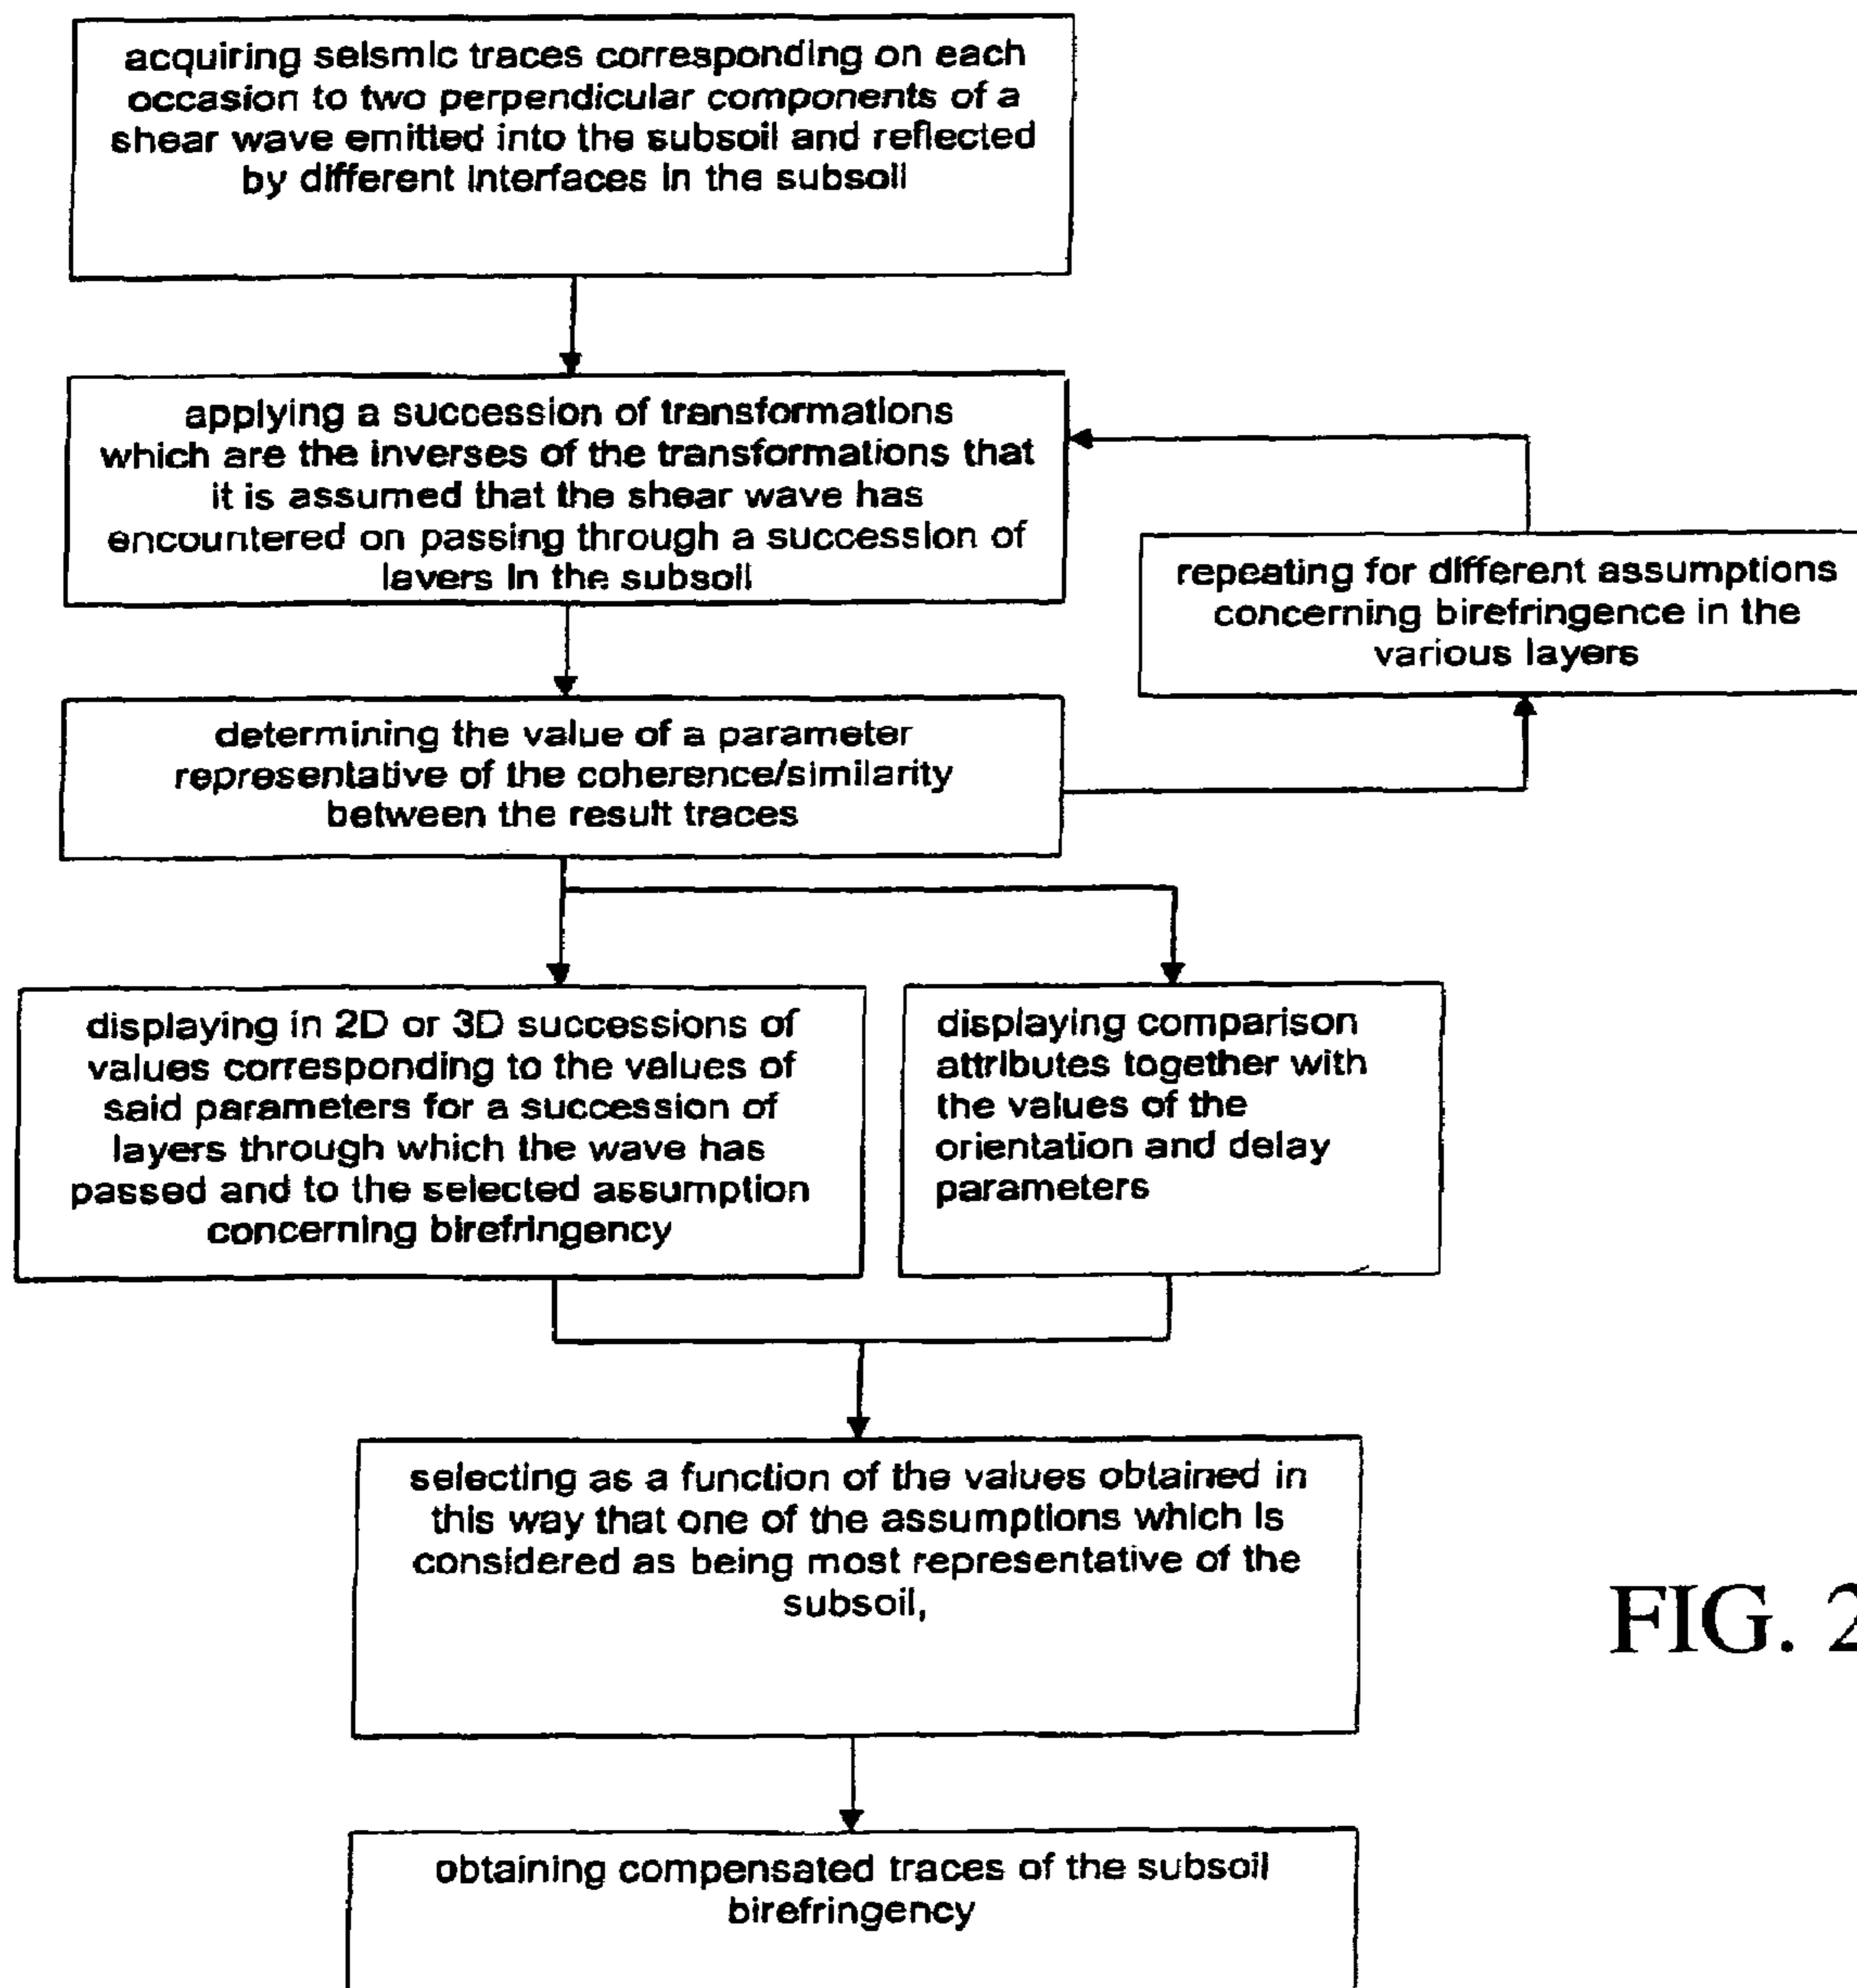 acquiring seismic traces corresponding on each
occasion to two perpendicular components of a
shear wave emitted into the subsoil and reflected
by different interfaces in the subsoil
applying a succession of transformations
which are the inverses of the transformations that
it is assumed that the shear wave has
encountered on passing through a succession of
layers in the subsoil
repeating for different assumptions
concerning birefringence in the
various layers
determining the value of a parameter
representative of the coherence/similarity
between the result traces
displaying in 2D or 3D successions of
values corresponding to the values of
said parameters for a succession of
layers through which the wave has
passed and to the selected assumption
concerning birefringency
displaying comparison
attributes together with
the values of the
orientation and delay
parameters
selecting as a function of the values obtained in
this way that one of the assumptions which is
considered as being most representative of the
subsoil,
FIG. 2
obtaining compensated traces of the subsoil
birefringency